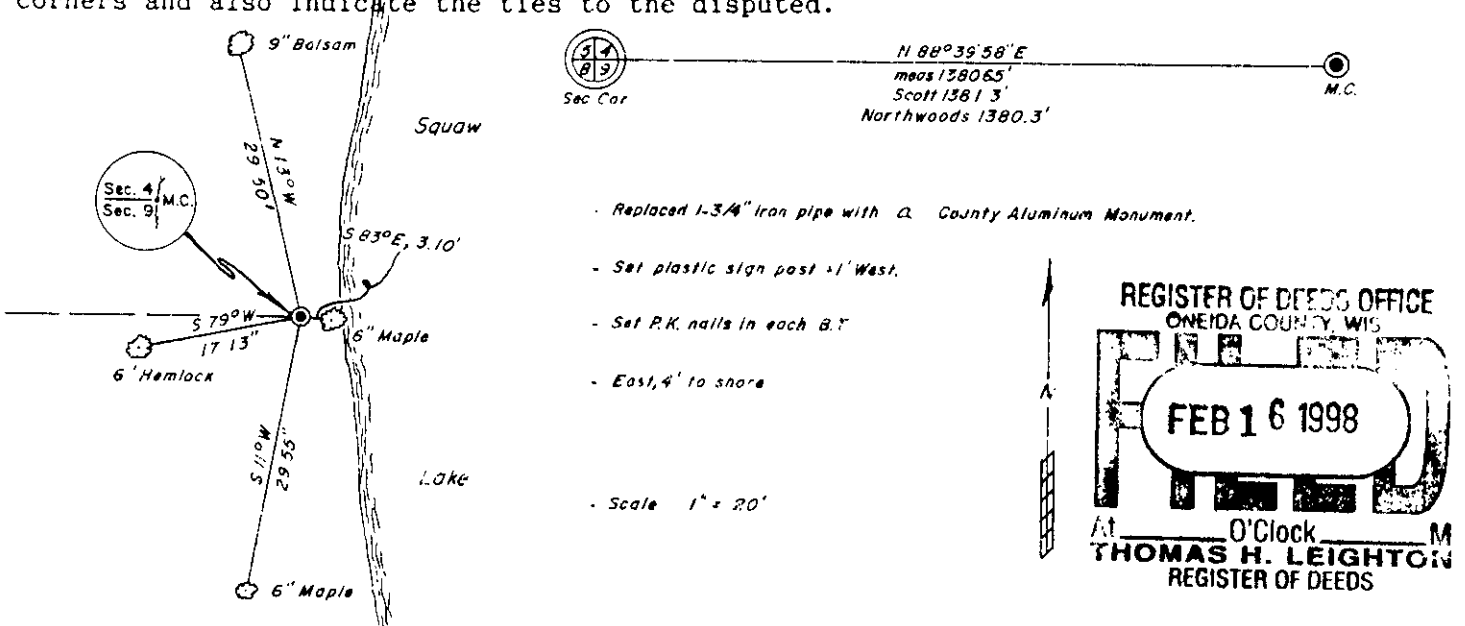 corners and also indicate the ties to the disputed.
9" Balsam
N 13° W
29 50'
Squaw
Sec. 4
Sec. 9
M.C.
S 83° E, 3.10'
S 79° W
17 13"
6" Maple
6' Hemlock
S 11° W
29 55"
Lake
6" Maple
5 4
8 9
Sec Cor
N 88° 39' 58" E
meas 1380 65'
Scott 1381 3'
Northwoods 1380.3'
M.C.
- Replaced 1-3/4" Iron pipe with a County Aluminum Monument.
- Set plastic sign post +1' West.
- Set P.K. nails in each B.T
- East, 4' to shore
- Scale 1" = 20'
N
REGISTER OF DEEDS OFFICE
ONEIDA COUNTY, WIS
FEB 16 1998
At ______ O'Clock ______ M
THOMAS H. LEIGHTON
REGISTER OF DEEDS